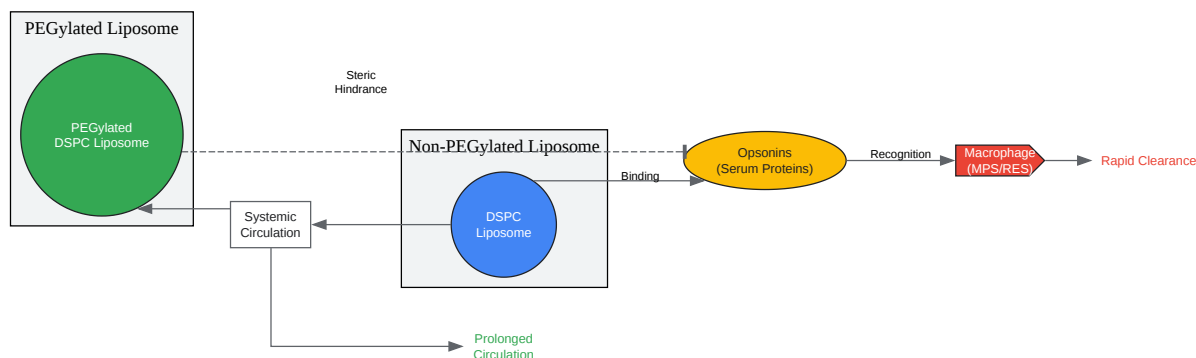 PEGylated Liposome
PEGylated
DSPC Liposome
Steric
Hindrance
Non-PEGylated Liposome
DSPC
Liposome
Systemic
Circulation
Binding
Opsonins
(Serum Proteins)
Recognition
Macrophage
(MPS/RES)
Rapid Clearance
Prolonged
Circulation